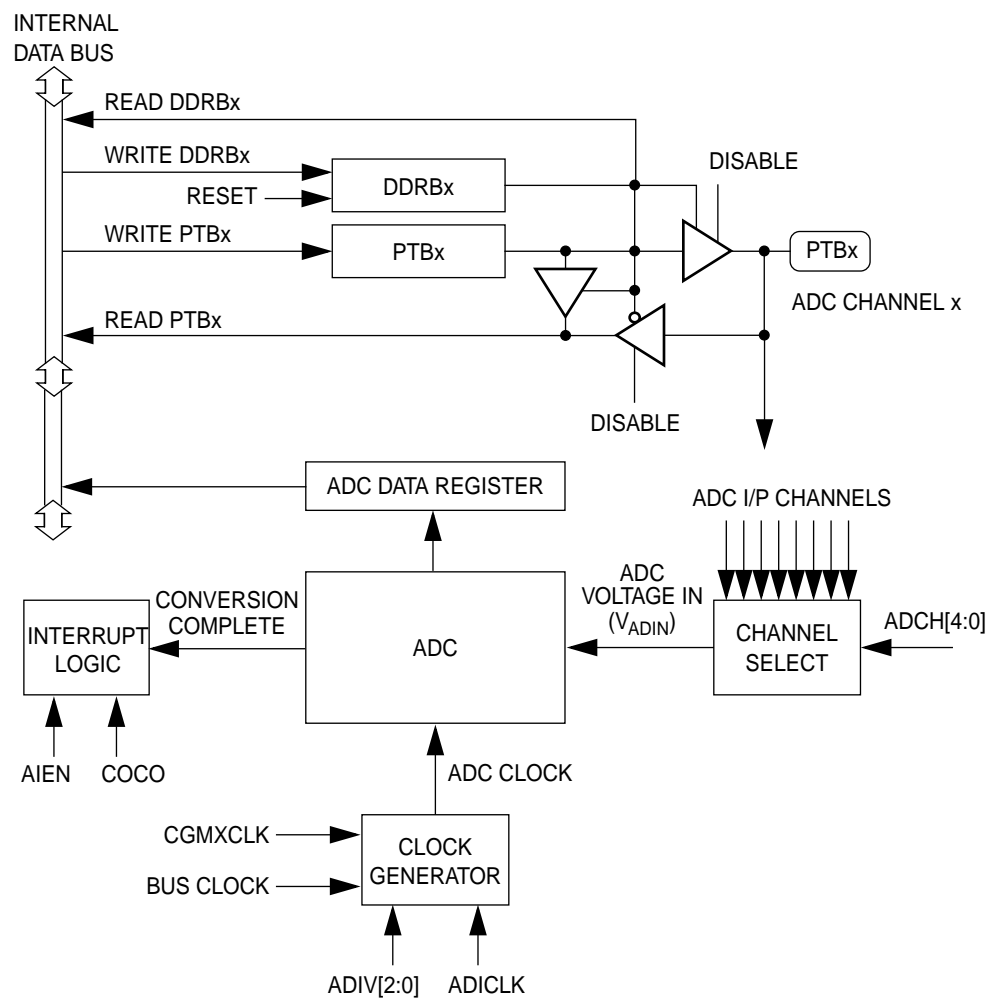 INTERNAL
DATA BUS
READ DDRBx
WRITE DDRBx
DISABLE
RESET
DDRBx
WRITE PTBx
PTBx
PTBx
ADC CHANNEL x
READ PTBx
DISABLE
ADC DATA REGISTER
ADC I/P CHANNELS
INTERRUPT
LOGIC
CONVERSION
COMPLETE
ADC
ADC
VOLTAGE IN
(VADIN)
CHANNEL
SELECT
ADCH[4:0]
AIEN
COCO
ADC CLOCK
CGMXCLK
BUS CLOCK
CLOCK
GENERATOR
ADIV[2:0]
ADICLK